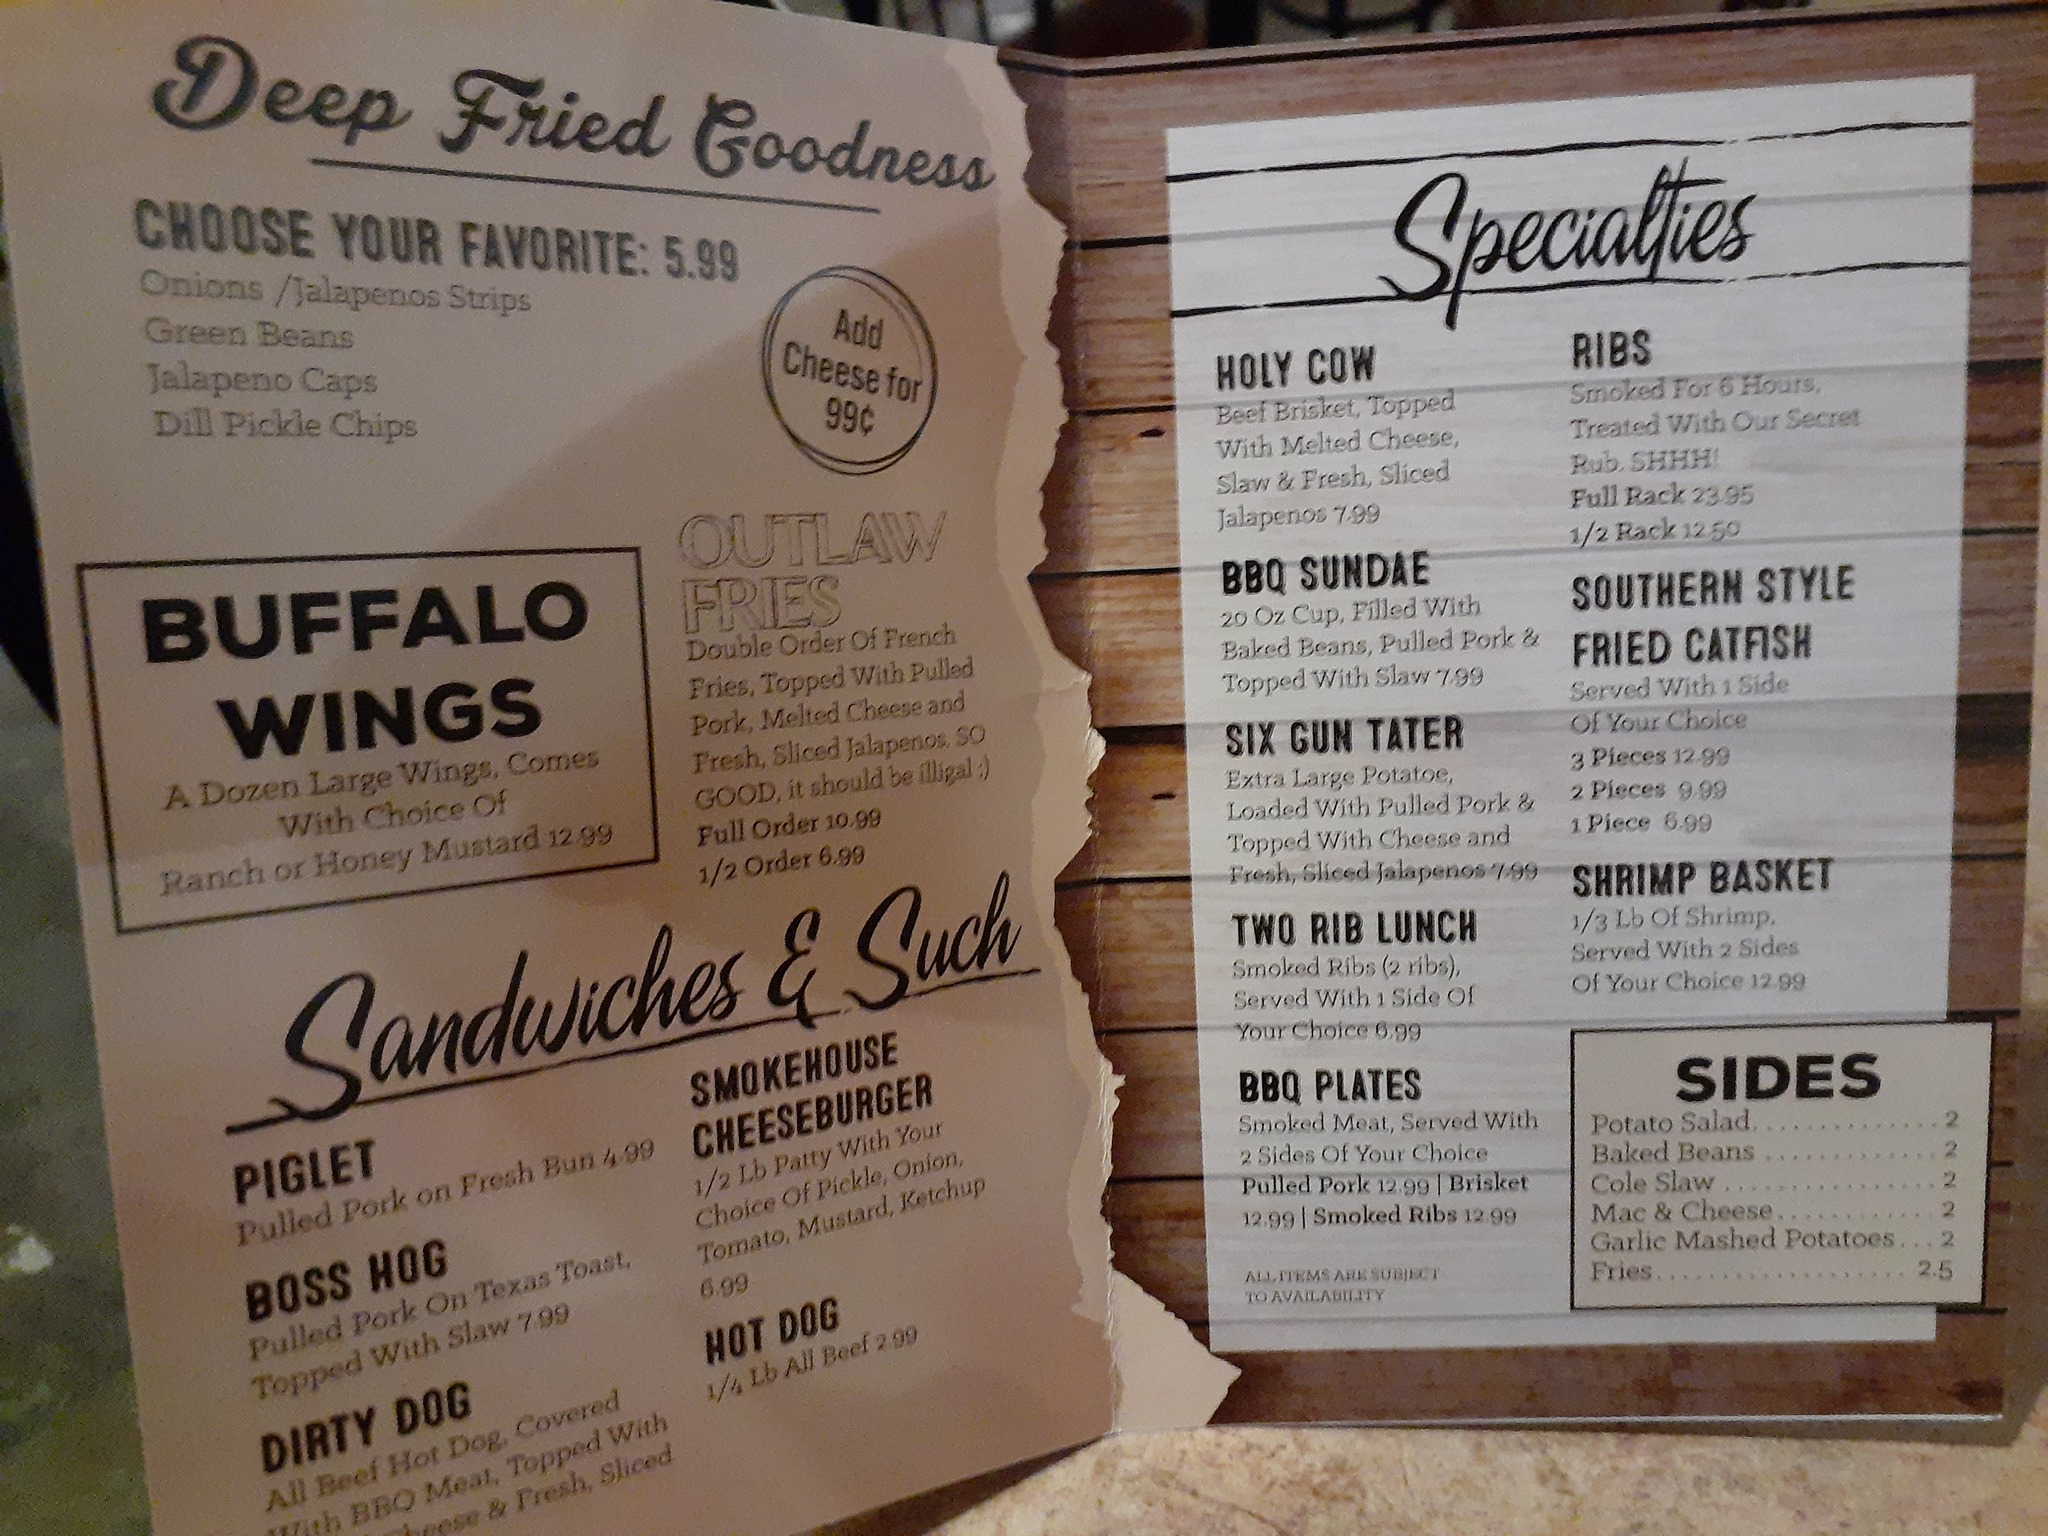 Deep Fried Goodness
CHOOSE YOUR FAVORITE: 5.99
Onions /Jalapenos Strips
Green Beans
Jalapeno Caps
Dill Pickle Chips
Add
Cheese for
99¢
BUFFALO
WINGS
A Dozen Large Wings, Comes
With Choice Of
Ranch or Honey Mustard 12.99
OUTLAW
FRIES
Double Order Of French
Fries, Topped With Pulled
Pork, Melted Cheese and
Fresh, Sliced Jalapenos. SO
GOOD, it should be illigal ;)
Full Order 10.99
1/2 Order 6.99
Sandwiches & Such
PIGLET
Pulled Pork on Fresh Bun 4.99
BOSS HOG
Pulled Pork On Texas Toast,
Topped With Slaw 7.99
DIRTY DOG
All Beef Hot Dog, Covered
With BBQ Meat, Topped With
Cheese & Fresh, Sliced
SMOKEHOUSE
CHEESEBURGER
1/2 Lb Patty With Your
Choice Of Pickle, Onion,
Tomato, Mustard, Ketchup
6.99
HOT DOG
1/4 Lb All Beef 2.99
Specialties
HOLY COW
Beef Brisket, Topped
With Melted Cheese,
Slaw & Fresh, Sliced
Jalapenos 7.99
BBQ SUNDAE
20 Oz Cup, Filled With
Baked Beans, Pulled Pork &
Topped With Slaw 7.99
SIX GUN TATER
Extra Large Potatoe,
Loaded With Pulled Pork &
Topped With Cheese and
Fresh, Sliced Jalapenos 7.99
TWO RIB LUNCH
Smoked Ribs (2 ribs),
Served With 1 Side Of
Your Choice 6.99
BBQ PLATES
Smoked Meat, Served With
2 Sides Of Your Choice
Pulled Pork 12.99 | Brisket
12.99 | Smoked Ribs 12.99
ALL ITEMS ARE SUBJECT
TO AVAILABILITY
RIBS
Smoked For 6 Hours,
Treated With Our Secret
Rub. SHHH!
Full Rack 23.95
1/2 Rack 12.50
SOUTHERN STYLE
FRIED CATFISH
Served With 1 Side
Of Your Choice
3 Pieces 12.99
2 Pieces 9.99
1 Piece 6.99
SHRIMP BASKET
1/3 Lb Of Shrimp,
Served With 2 Sides
Of Your Choice 12.99
SIDES
Potato Salad. . . . . . . . . . . . . . . 2
Baked Beans . . . . . . . . . . . . . . 2
Cole Slaw . . . . . . . . . . . . . . . . . 2
Mac & Cheese. . . . . . . . . . . . . 2
Garlic Mashed Potatoes. . . 2
Fries. . . . . . . . . . . . . . . . . . . . 2.5